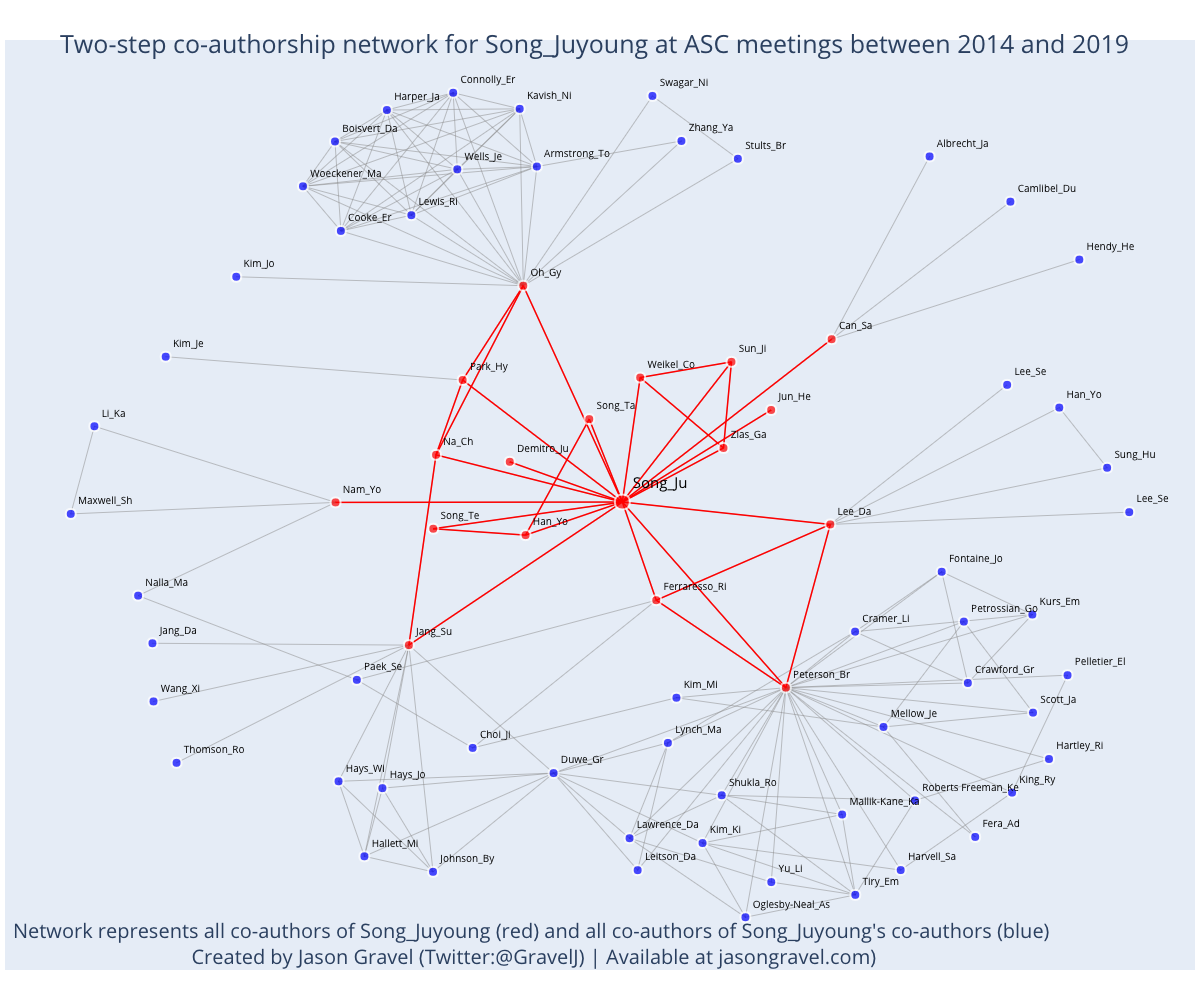 Two-step co-authorship network for Song_Juyoung at ASC meetings between 2014 and 2019
Connolly_Er
Swagar_Ni
Harper_Ja
Kavish_Ni
Boisvert_Da
Zhang_Ya
Stults_Br
Albrecht_Ja
Wells_Je
Armstrong_To
Woeckener_Ma
Camlibel_Du
Lewis_Ri
Cooke_Er
Hendy_He
Kim_Jo
Oh_Gy
Can_Sa
Kim_Je
Sun_Ji
Park_Hy
Weikel_Co
Lee_Se
Jun_He
Han_Yo
Li_Ka
Song_Ta
Zias_Ga
Na_Ch
Demitro_Ju
Sung_Hu
Song_Ju
Nam_Yo
Maxwell_Sh
Lee_Se
Song_Te
Han_Yo
Lee_Da
Fontaine_Jo
Nalla_Ma
Ferraresso_Ri
Kurs_Em
Petrossian_Go
Cramer_Li
Jang_Da
Jang_Su
Paek_Se
Peterson_Br
Crawford_Gr
Pelletier_El
Wang_Xi
Kim_Mi
Scott_Ja
Mellow_Je
Lynch_Ma
Thomson_Ro
Choi_Ji
Hartley_Ri
Hays_Wi
Hays_Jo
Duwe_Gr
Shukla_Ro
Roberts Freeman_Ke
King_Ry
Mallik-Kane_Ka
Lawrence_Da
Kim_Ki
Fera_Ad
Hallett_Mi
Johnson_By
Leitson_Da
Harvell_Sa
Yu_Li
Tiry_Em
Oglesby-Neal_As
Network represents all co-authors of Song_Juyoung (red) and all co-authors of Song_Juyoung's co-authors (blue)
Created by Jason Gravel (Twitter:@GravelJ) | Available at jasongravel.com)